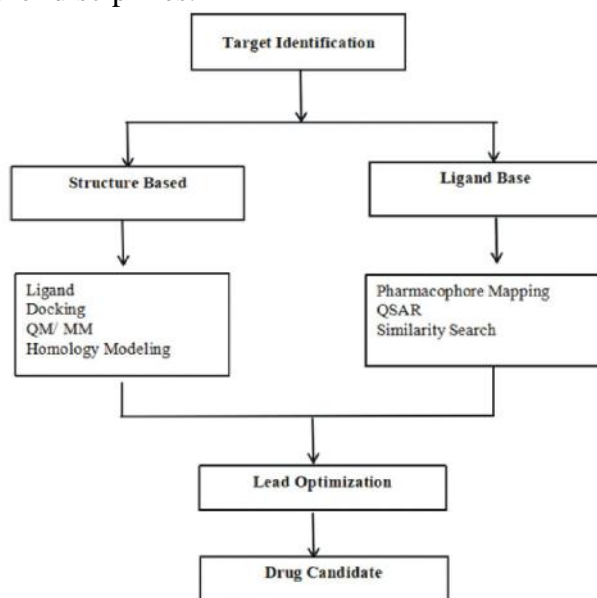 Target Identification
Structure Based
Ligand Base
Ligand
Docking
QM/ MM
Homology Modeling
Pharmacophore Mapping
QSAR
Similarity Search
Lead Optimization
Drug Candidate